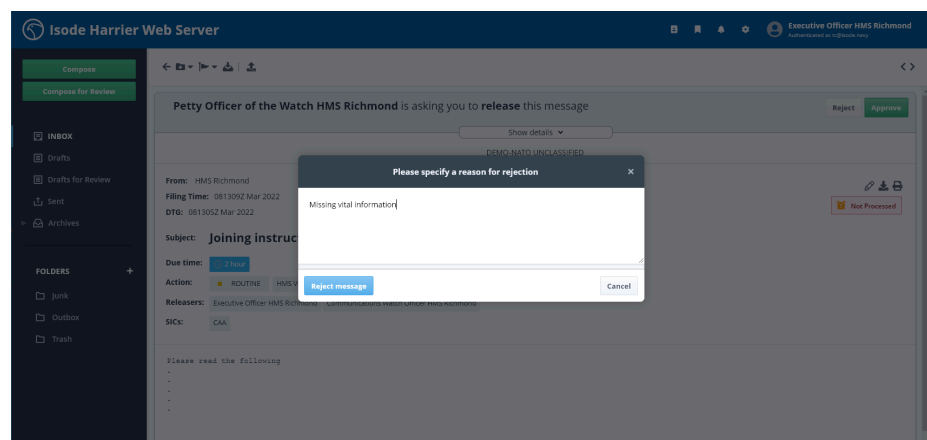 Isode Harrier Web Server
Executive Officer HMS Richmond
Authenticated as
Compose
Compose for Review
INBOX
Drafts
Drafts for Review
Sent
Archives
FOLDERS +
Junk
Outbox
Trash
Petty Officer of the Watch HMS Richmond is asking you to release this message
Reject Approve
Show details
DEMO-NATO UNCLASSIFIED
From: HMS Richmond
Filing Time: 081309Z Mar 2022
DTG: 081305Z Mar 2022
Not Processed
Subject: Joining instruc
Due time: 2 hour
Action: ROUTINE HMS
Releasers: Executive Officer HMS Richmond Communications Watch Officer HMS Richmond
SICs: CAA
Please read the following
-
-
-
-
-
Please specify a reason for rejection ×
Missing vital information
Reject message Cancel